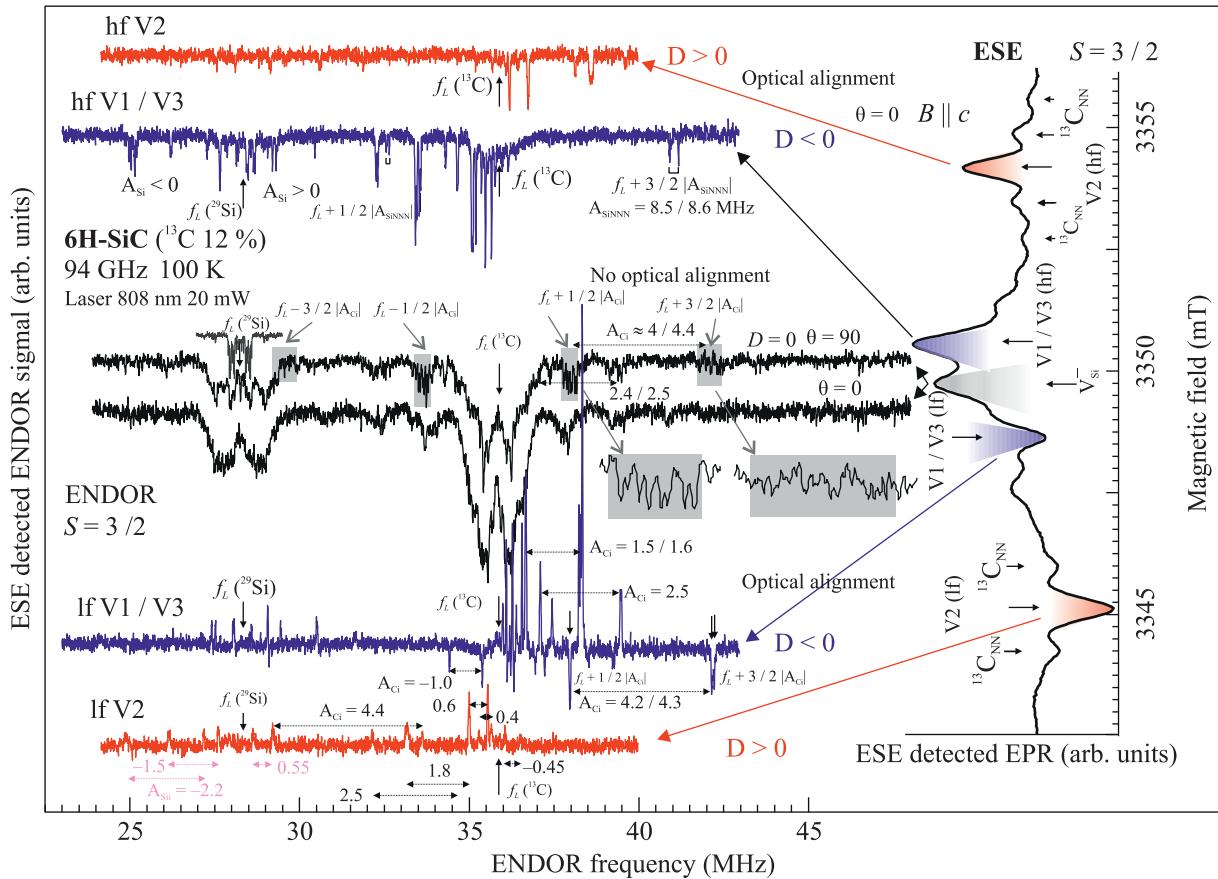 hf V2
D > 0
ESE
S = 3 / 2
Optical alignment
f_L (¹³C)
θ = 0 B || c
¹³C_NN
hf V1 / V3
D < 0
3355
A_Si < 0
A_Si > 0
f_L (¹³C)
f_L (²⁹Si)
f_L + 1 / 2 |A_SiNNN|
f_L + 3 / 2 |A_SiNNN|
A_SiNNN = 8.5 / 8.6 MHz
V2 (hf)
¹³C_NN
6H-SiC (¹³C 12 %)
94 GHz 100 K
Laser 808 nm 20 mW
No optical alignment
f_L – 3 / 2 |A_Ci|
f_L – 1 / 2 |A_Ci|
f_L + 1 / 2 |A_Ci|
f_L + 3 / 2 |A_Ci|
f_L (²⁹Si)
f_L (¹³C)
A_Ci ≈ 4 / 4.4
D = 0 θ = 90
V1 / V3 (hf)
3350
2.4 / 2.5
θ = 0
V_Si⁻
V1 / V3 (lf)
ENDOR
S = 3 /2
A_Ci = 1.5 / 1.6
¹³C_NN
Optical alignment
f_L (²⁹Si)
f_L (¹³C)
A_Ci = 2.5
lf V1 / V3
D < 0
V2 (lf)
3345
¹³C_NN
A_Ci = –1.0
f_L + 1 / 2 |A_Ci|
f_L + 3 / 2 |A_Ci|
A_Ci = 4.2 / 4.3
lf V2
f_L (²⁹Si)
A_Ci = 4.4
0.6
0.4
D > 0
–1.5
0.55
–0.45
A_Sii = –2.2
1.8
f_L (¹³C)
2.5
ESE detected EPR (arb. units)
25 30 35 40 45
ENDOR frequency (MHz)
ESE detected ENDOR signal (arb. units)
Magnetic field (mT)